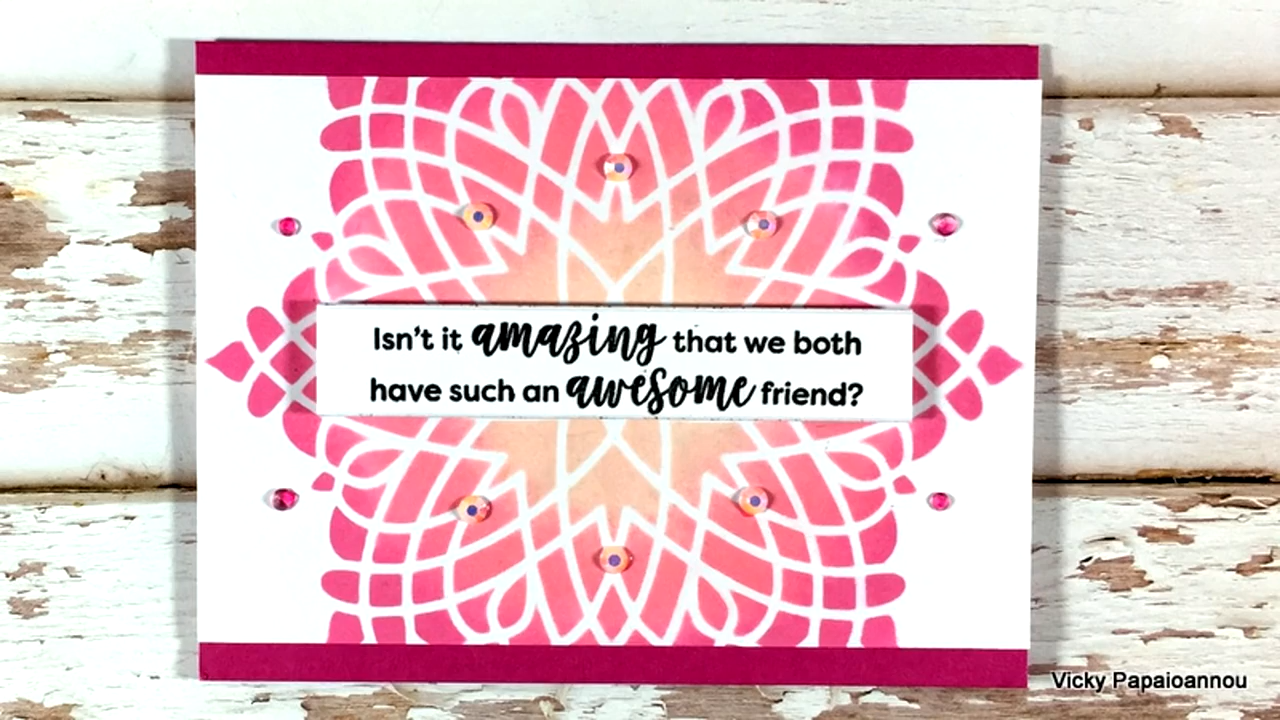 Isn't it amazing that we both
have such an awesome friend?
Vicky Papaioannou